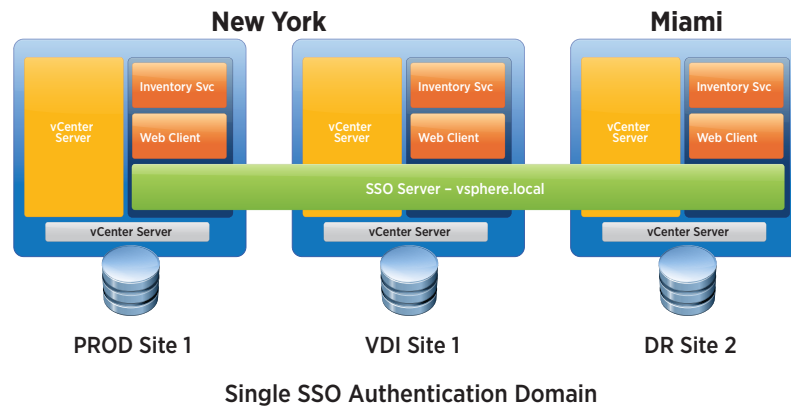 New York
Miami
vCenter
Server
Inventory Svc
Web Client
vCenter Server
vCenter
Server
Inventory Svc
Web Client
vCenter Server
vCenter
Server
Inventory Svc
Web Client
vCenter Server
SSO Server – vsphere.local
PROD Site 1
VDI Site 1
DR Site 2
Single SSO Authentication Domain